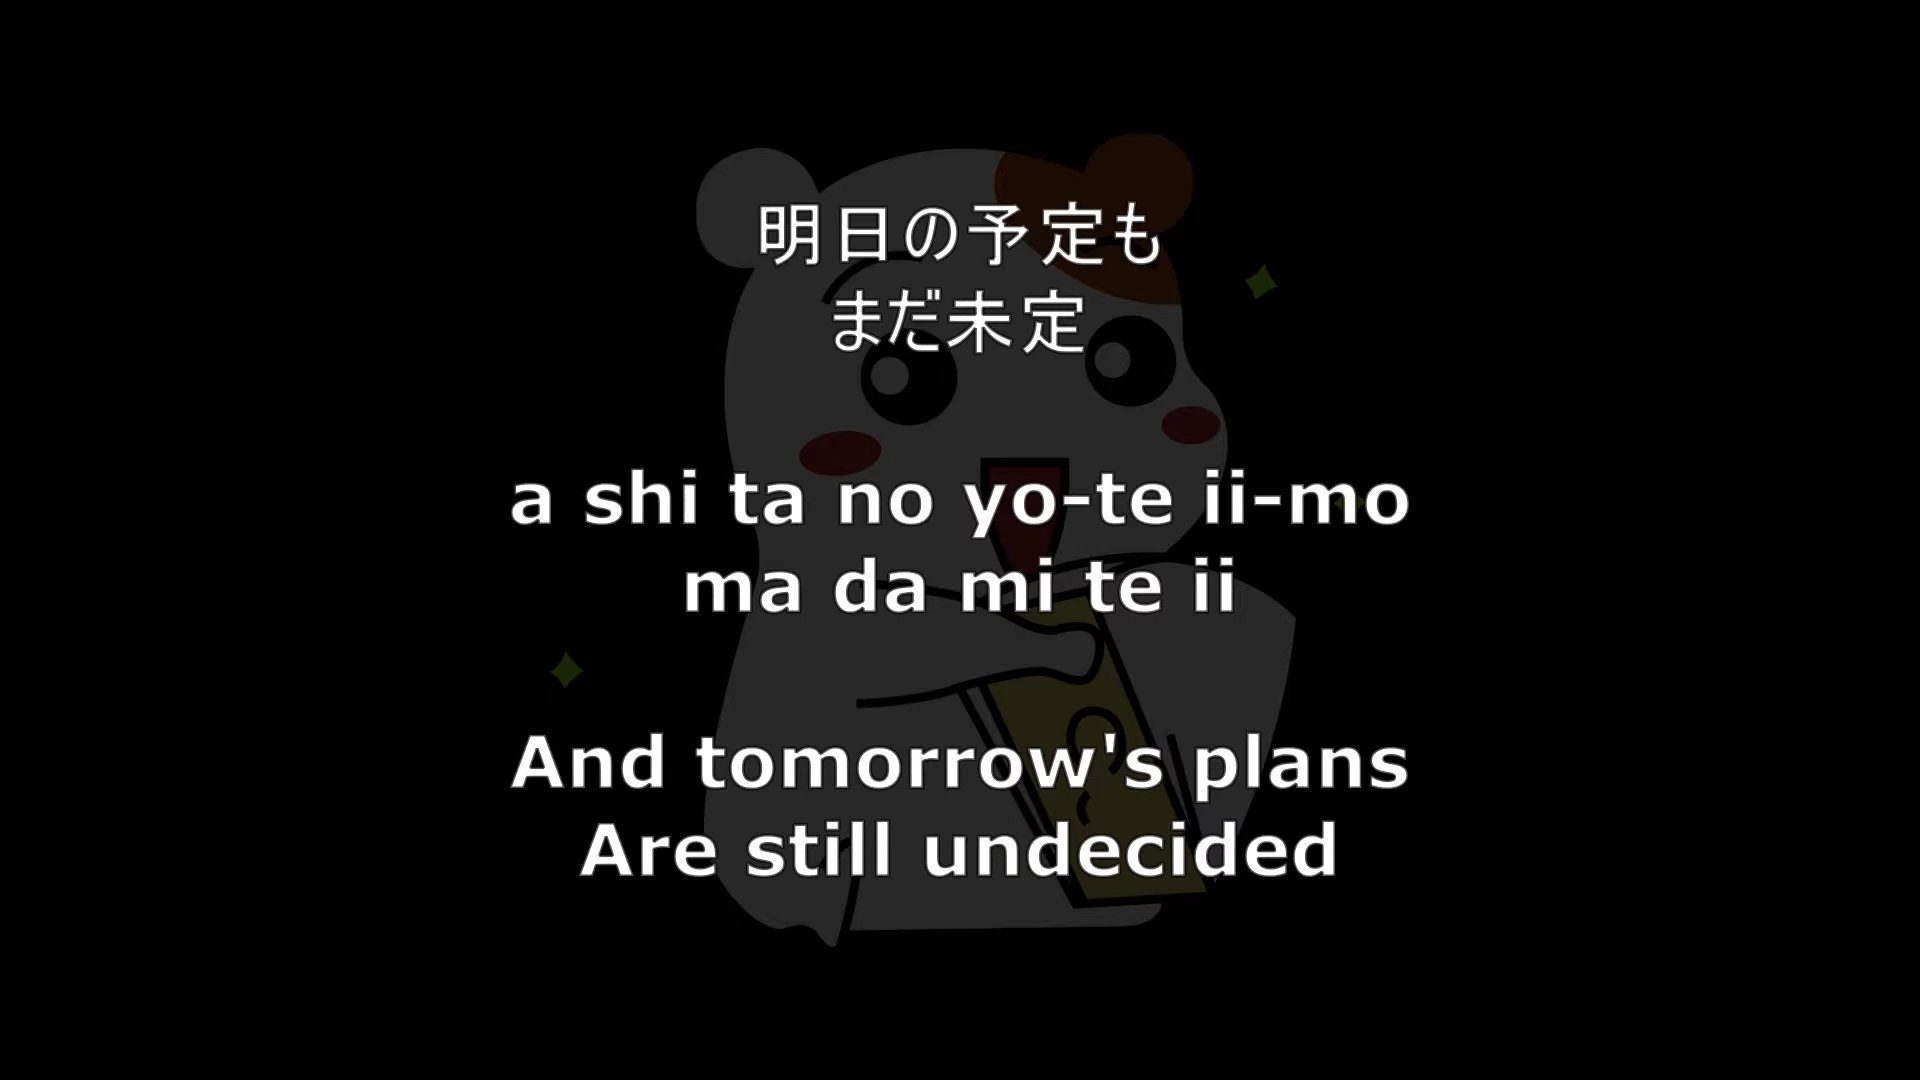 明日の予定も
まだ未定
a shi ta no yo-te ii-mo
ma da mi te ii
And tomorrow's plans
Are still undecided